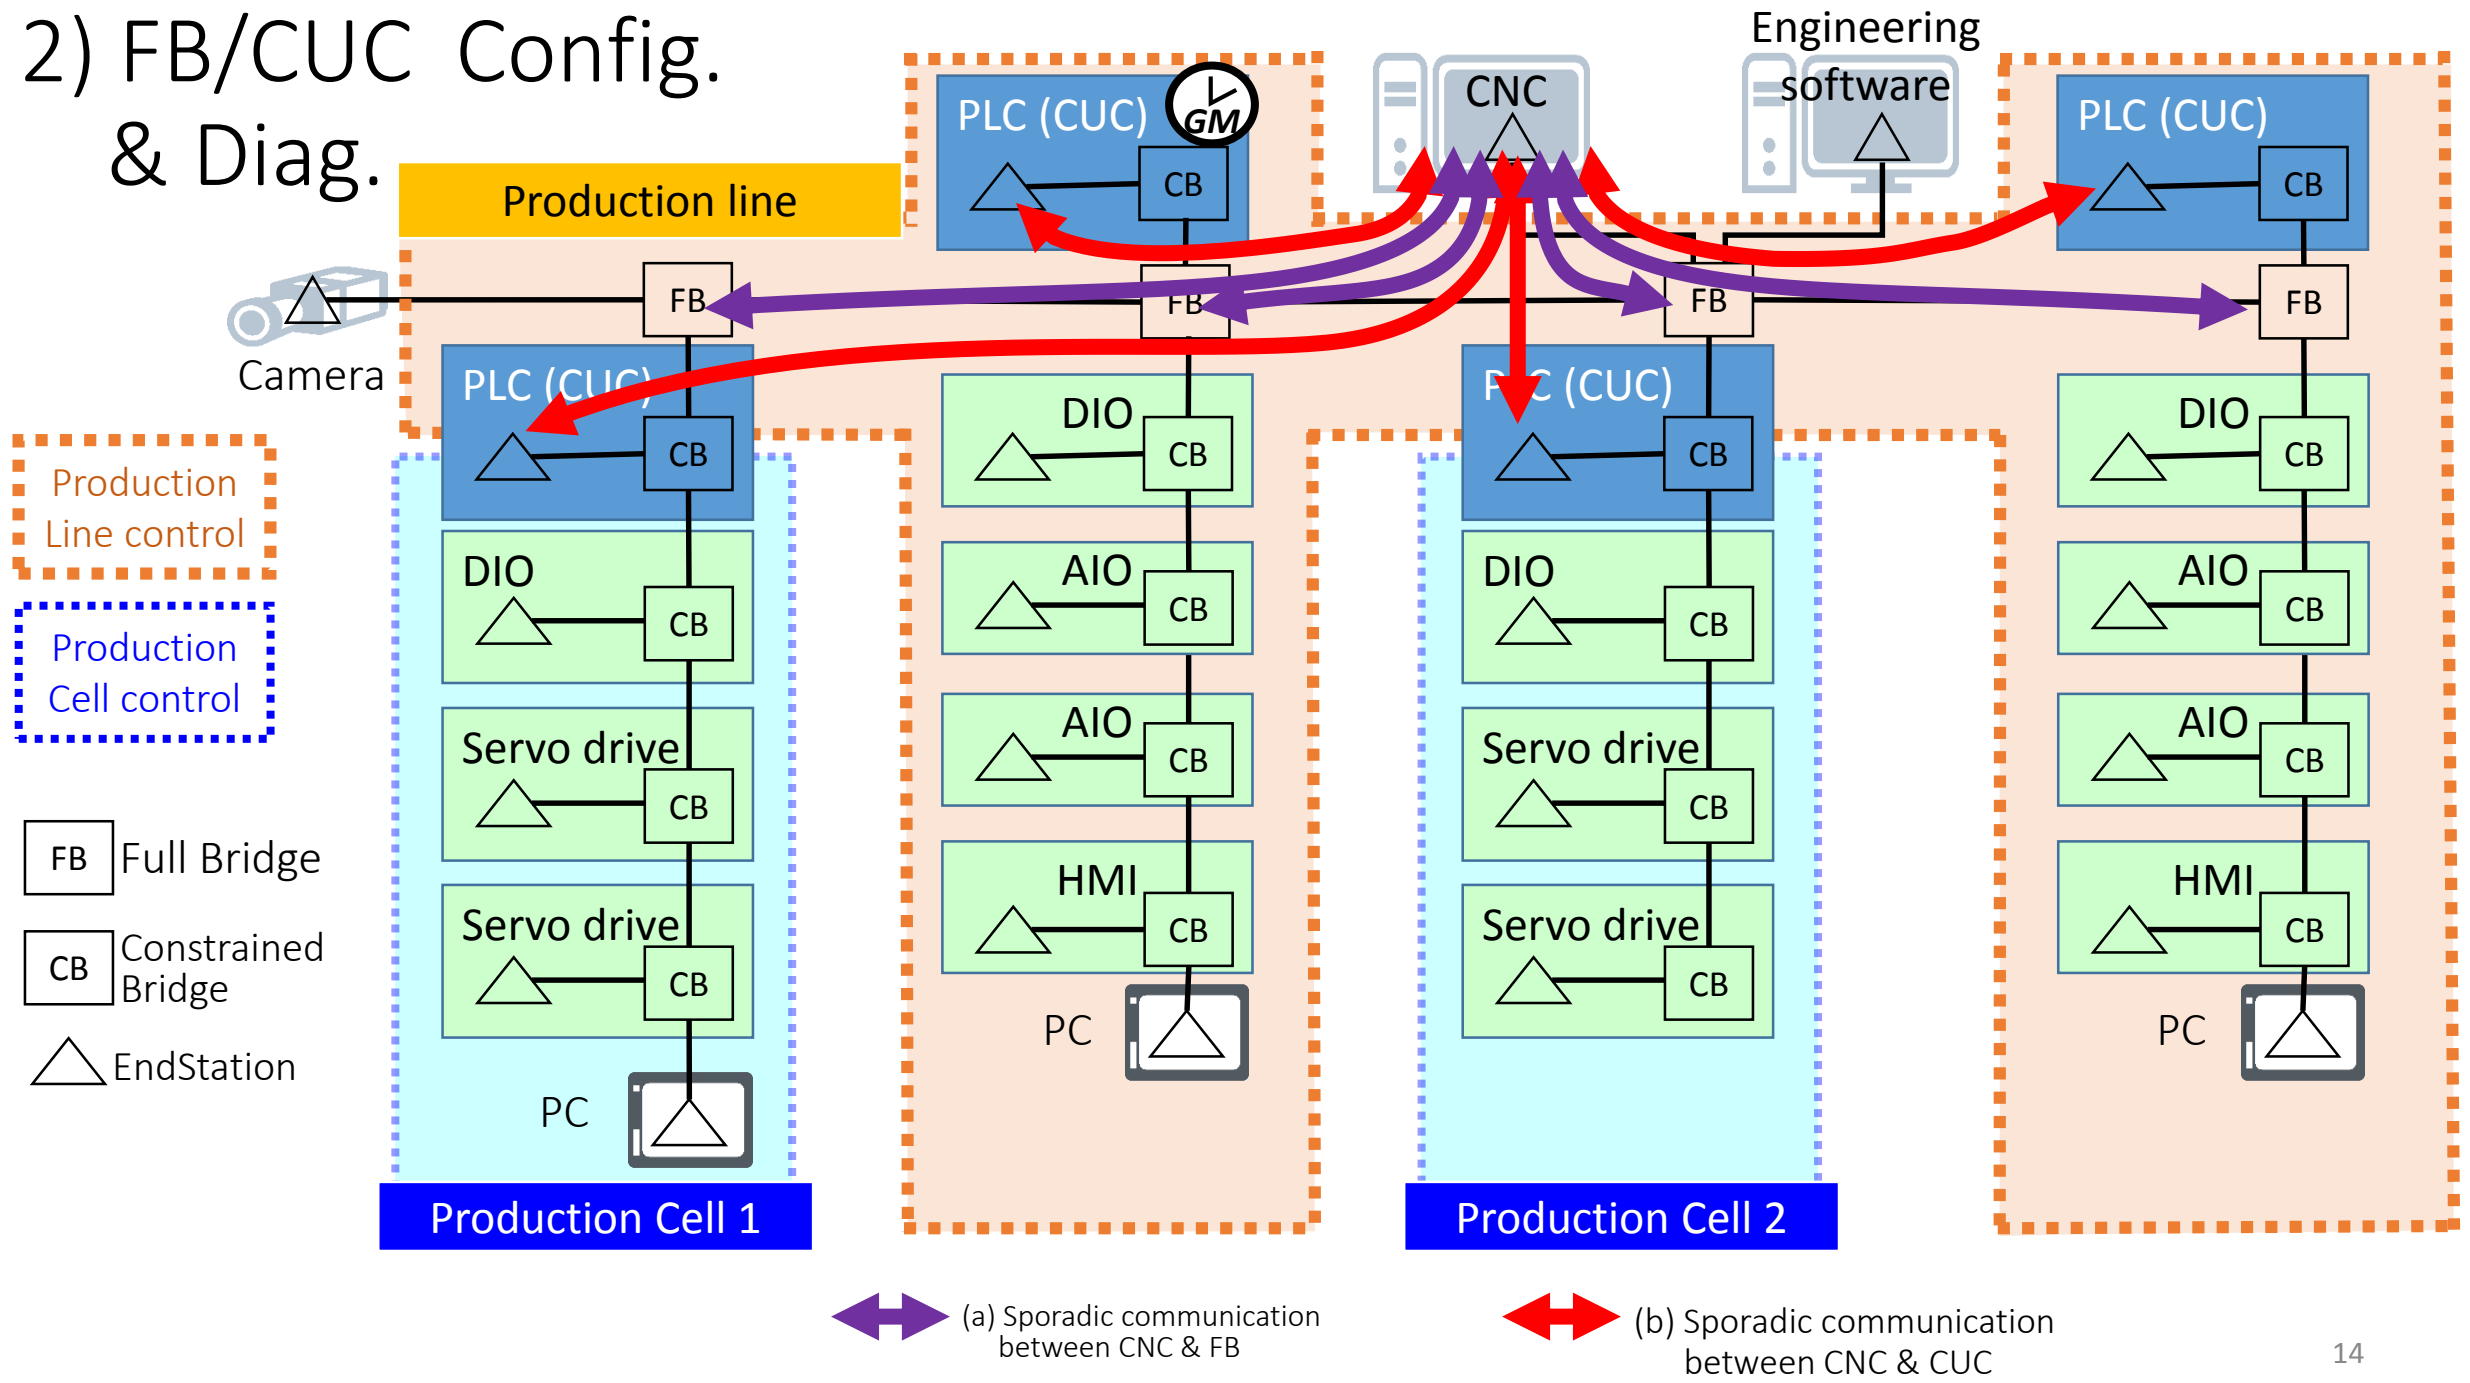 2) FB/CUC Config.
& Diag.
Production line
PLC (CUC)
GM
CB
CNC
Engineering
software
PLC (CUC)
CB
Camera
FB
FB
FB
FB
PLC (CUC)
CB
DIO
CB
PLC (CUC)
CB
DIO
CB
Production
Line control
Production
Cell control
DIO
CB
AIO
CB
DIO
CB
AIO
CB
Servo drive
CB
AIO
CB
Servo drive
CB
AIO
CB
FB
Full Bridge
CB
Constrained
Bridge
EndStation
Servo drive
CB
HMI
CB
Servo drive
CB
HMI
CB
PC
PC
PC
Production Cell 1
Production Cell 2
(a) Sporadic communication
between CNC & FB
(b) Sporadic communication
between CNC & CUC
14